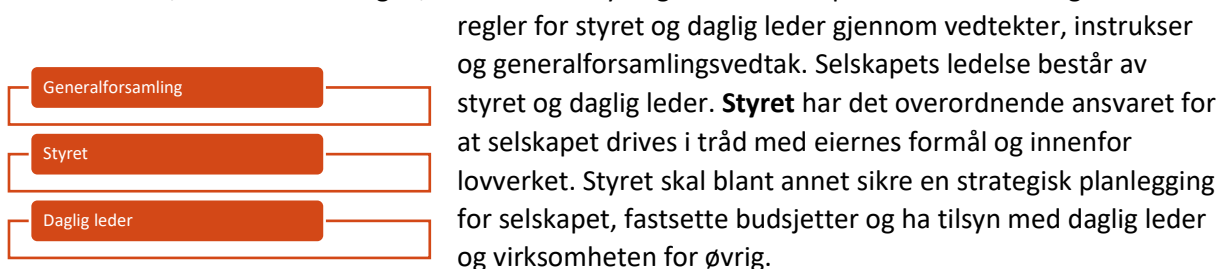 regler for styret og daglig leder gjennom vedtekter, instrukser
og generalforsamlingsvedtak. Selskapets ledelse består av
styret og daglig leder. Styret har det overordnende ansvaret for
at selskapet drives i tråd med eiernes formål og innenfor
lovverket. Styret skal blant annet sikre en strategisk planlegging
for selskapet, fastsette budsjetter og ha tilsyn med daglig leder
og virksomheten for øvrig.
Generalforsamling
Styret
Daglig leder